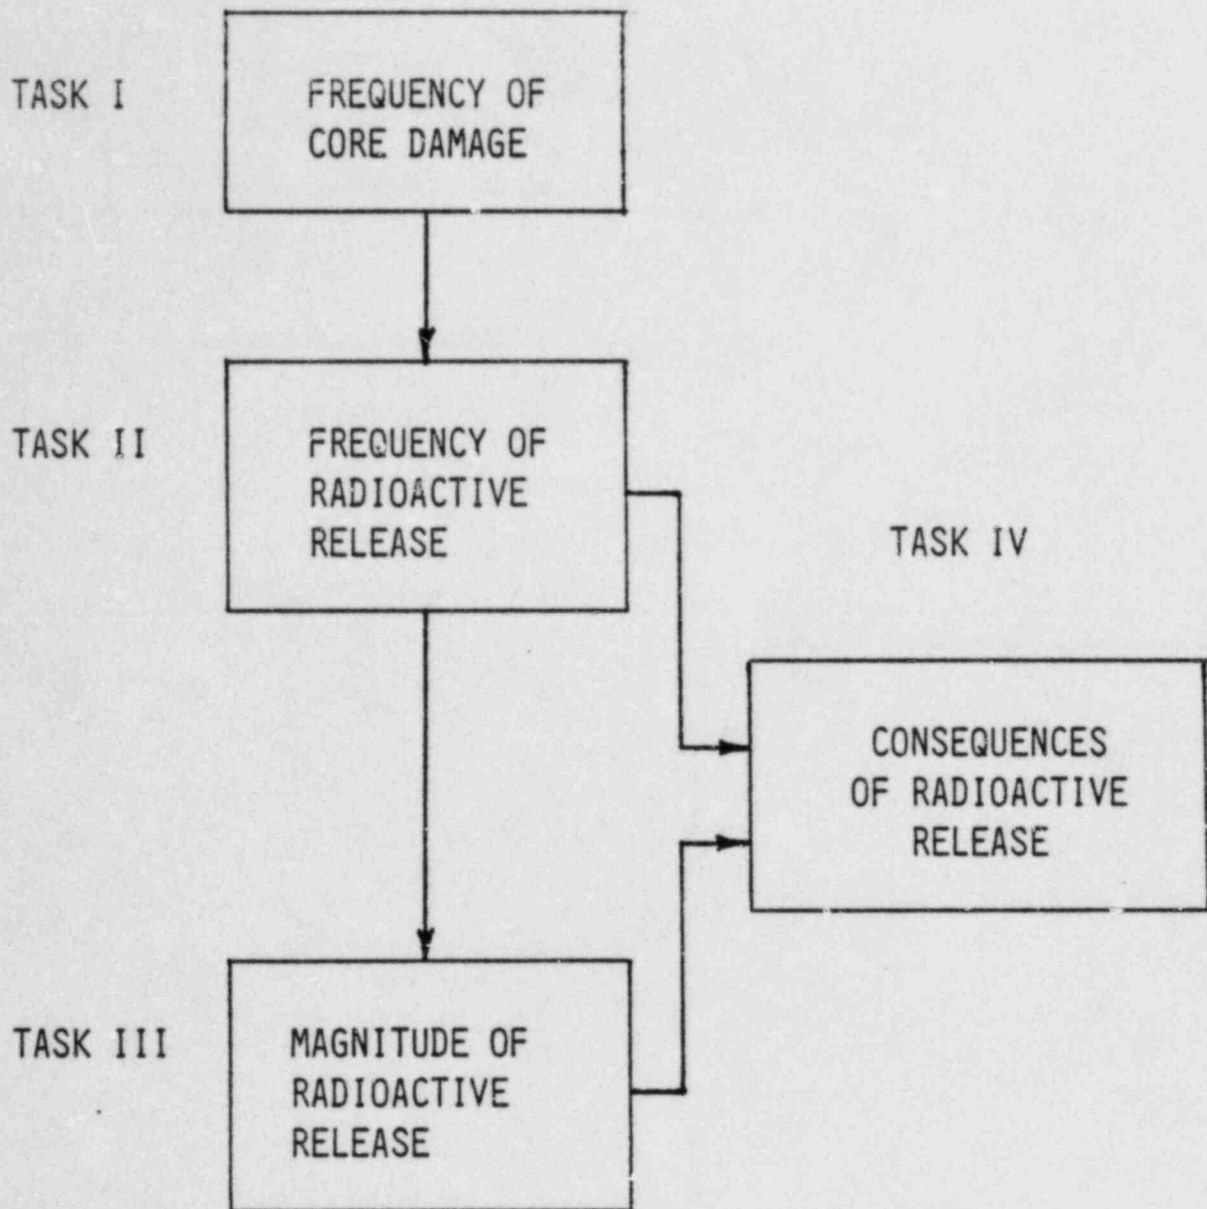 TASK I
FREQUENCY OF
CORE DAMAGE
TASK II
FREQUENCY OF
RADIOACTIVE
RELEASE
TASK IV
CONSEQUENCES
OF RADIOACTIVE
RELEASE
TASK III
MAGNITUDE OF
RADIOACTIVE
RELEASE